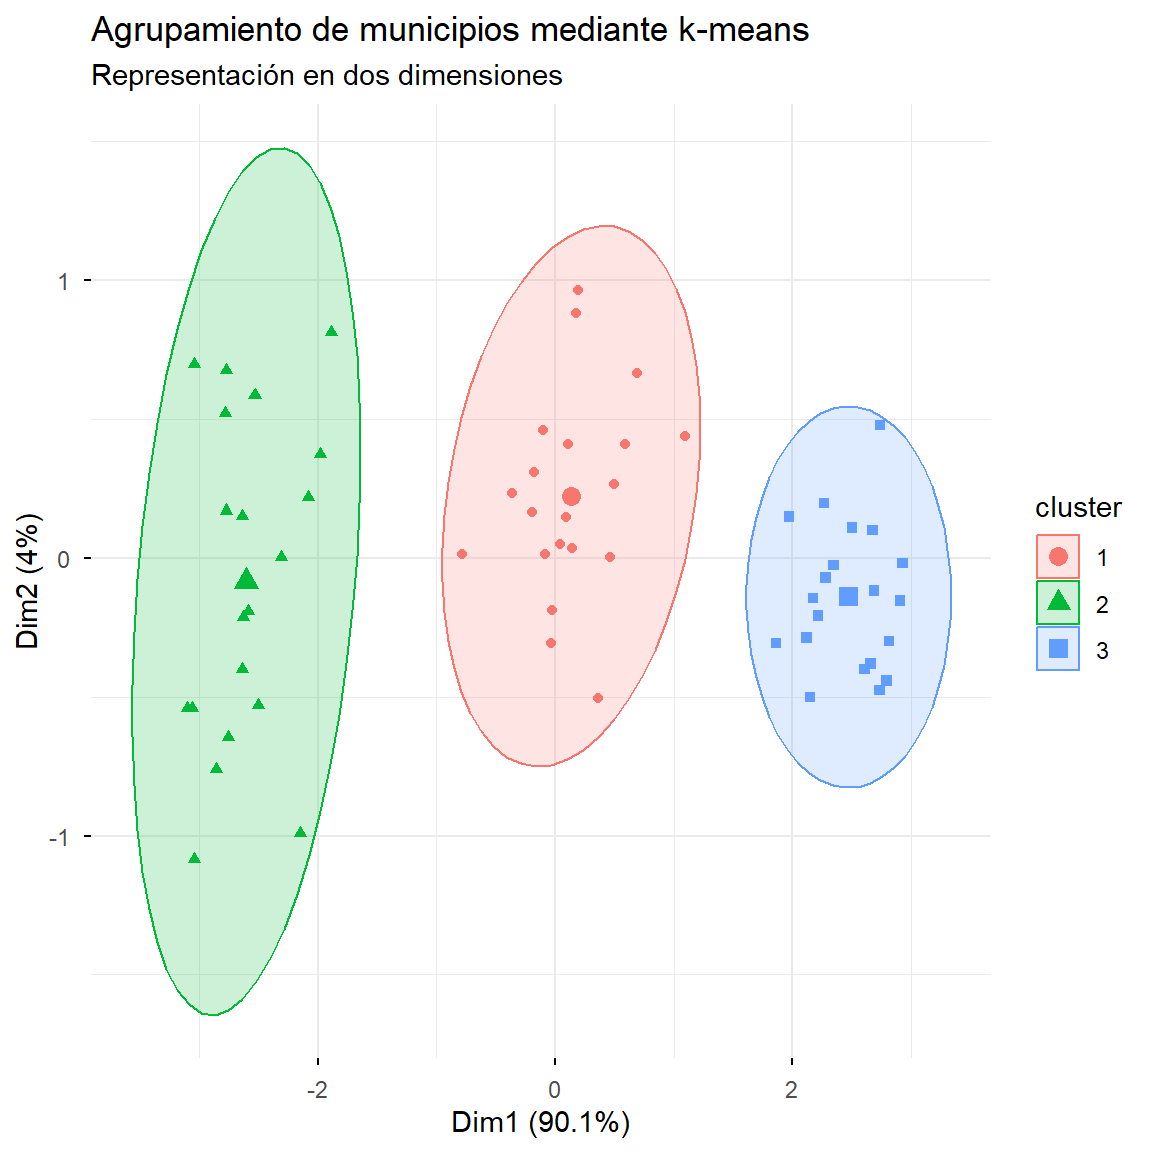 Agrupamiento de municipios mediante k-means
Representación en dos dimensiones
1
0
-1
Dim2 (4%)
-2
0
2
Dim1 (90.1%)
cluster
1
2
3